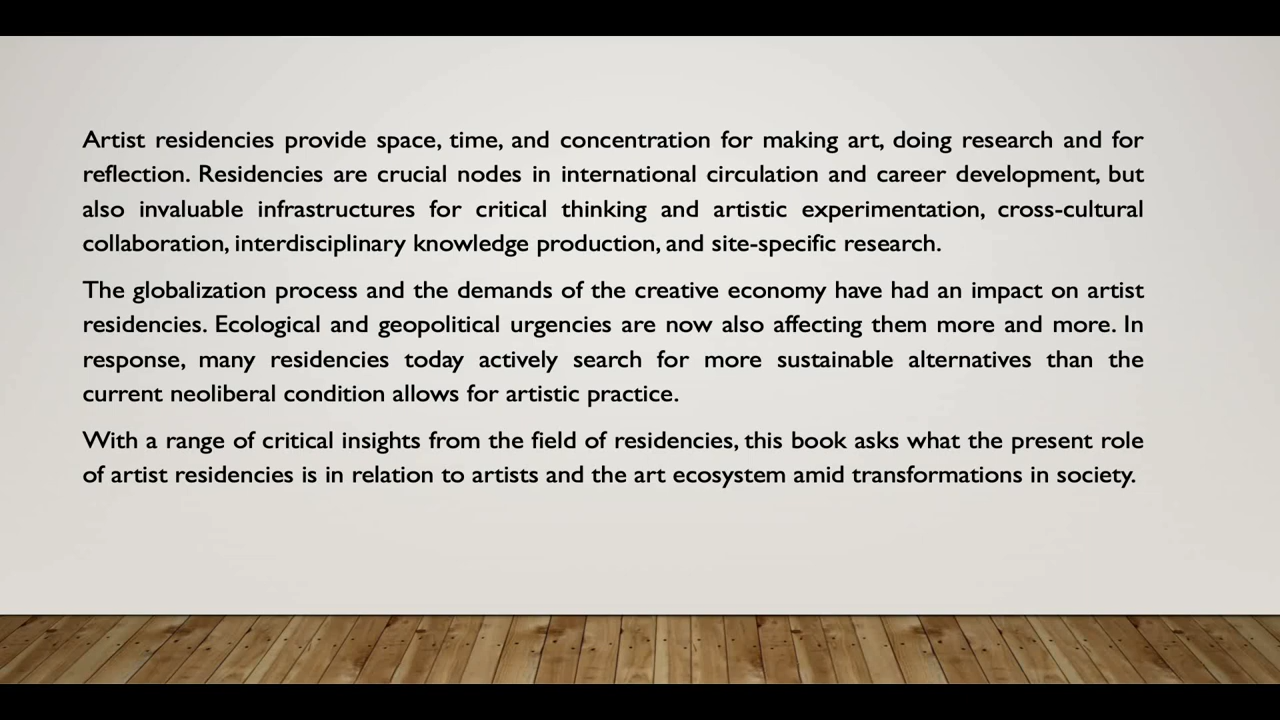 Artist residencies provide space, time, and concentration for making art, doing research and for
reflection. Residencies are crucial nodes in international circulation and career development, but
also invaluable infrastructures for critical thinking and artistic experimentation, cross-cultural
collaboration, interdisciplinary knowledge production, and site-specific research.
The globalization process and the demands of the creative economy have had an impact on artist
residencies. Ecological and geopolitical urgencies are now also affecting them more and more. In
response, many residencies today actively search for more sustainable alternatives than the
current neoliberal condition allows for artistic practice.
With a range of critical insights from the field of residencies, this book asks what the present role
of artist residencies is in relation to artists and the art ecosystem amid transformations in society.